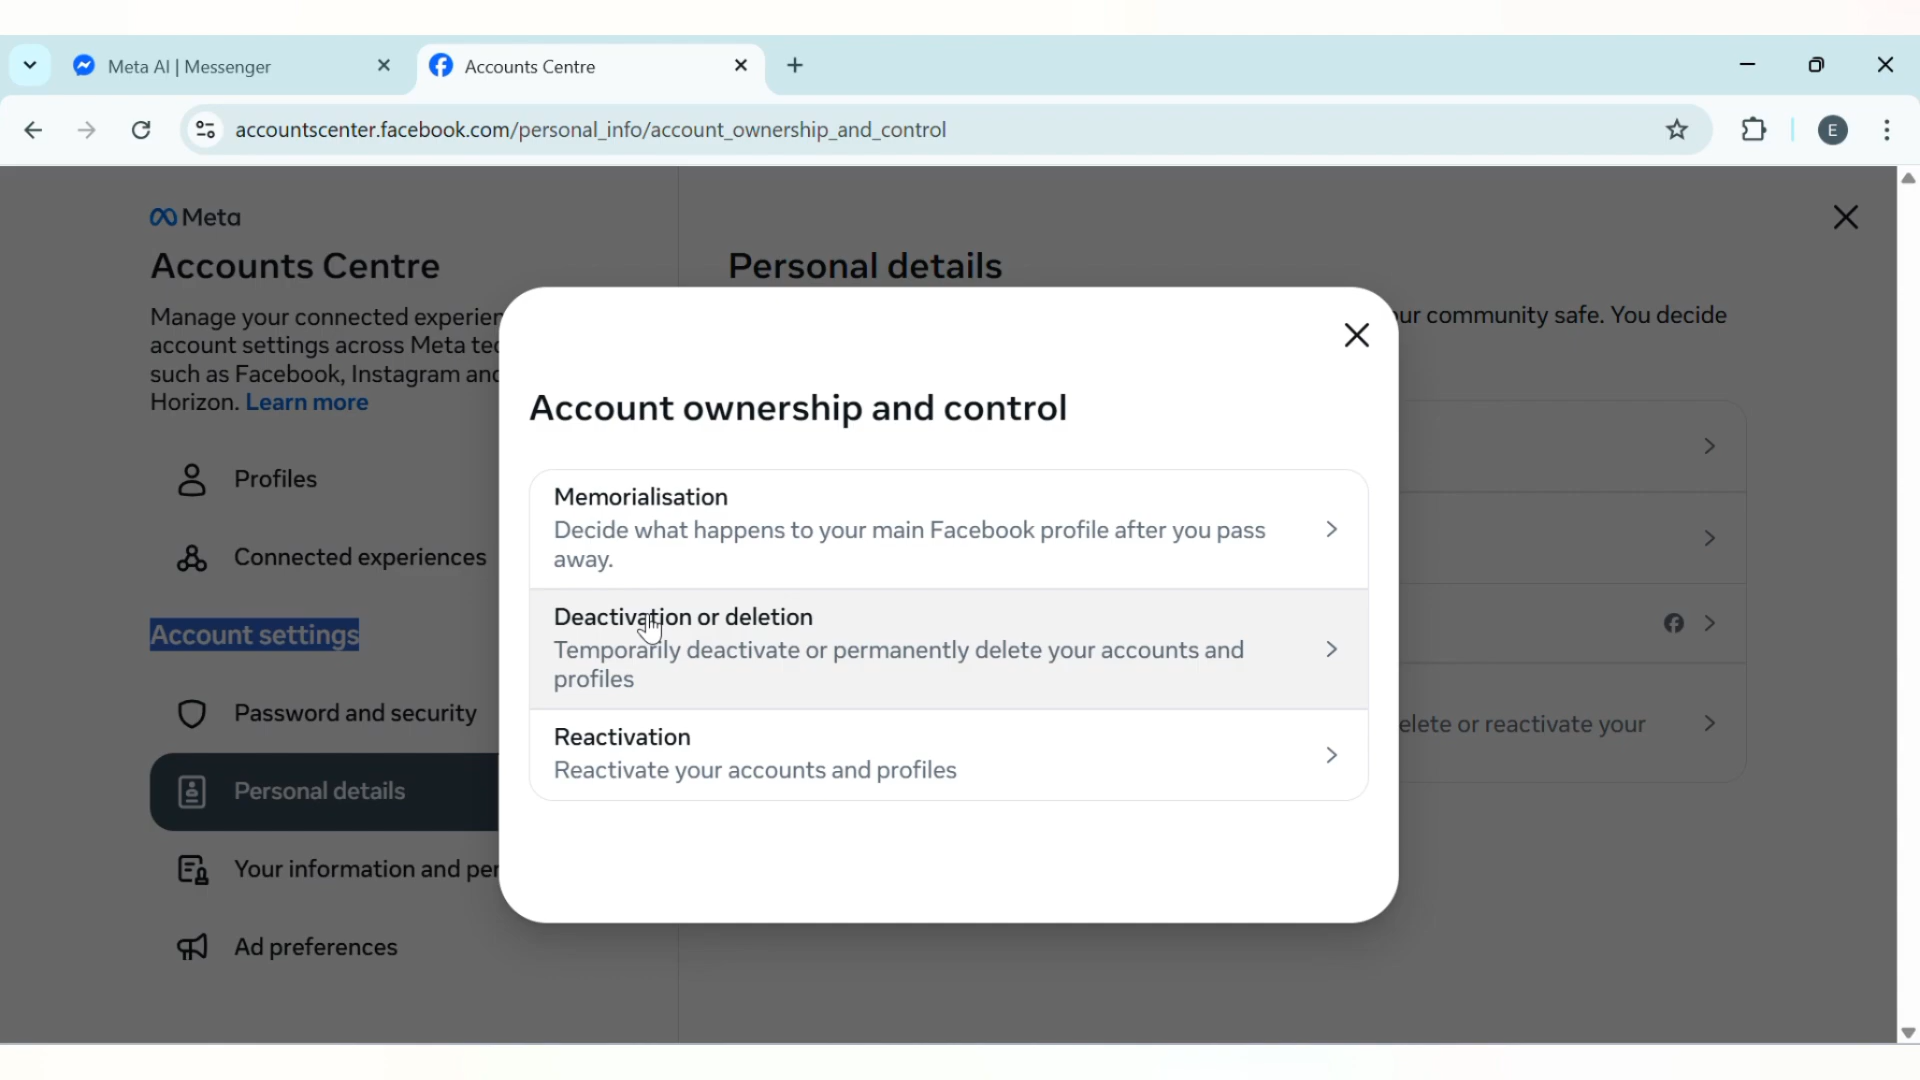 Meta AI | Messenger
Accounts Centre
accountscenter.facebook.com/personal_info/account_ownership_and_control
E
Meta
Accounts Centre
Manage your connected experien
account settings across Meta tec
such as Facebook, Instagram and
Horizon. Learn more
Profiles
Connected experiences
Account settings
Password and security
Personal details
Your information and per
Ad preferences
Personal details
ur community safe. You decide
elete or reactivate your
Account ownership and control
Memorialisation
Decide what happens to your main Facebook profile after you pass
away.
Deactivation or deletion
Temporarily deactivate or permanently delete your accounts and
profiles
Reactivation
Reactivate your accounts and profiles